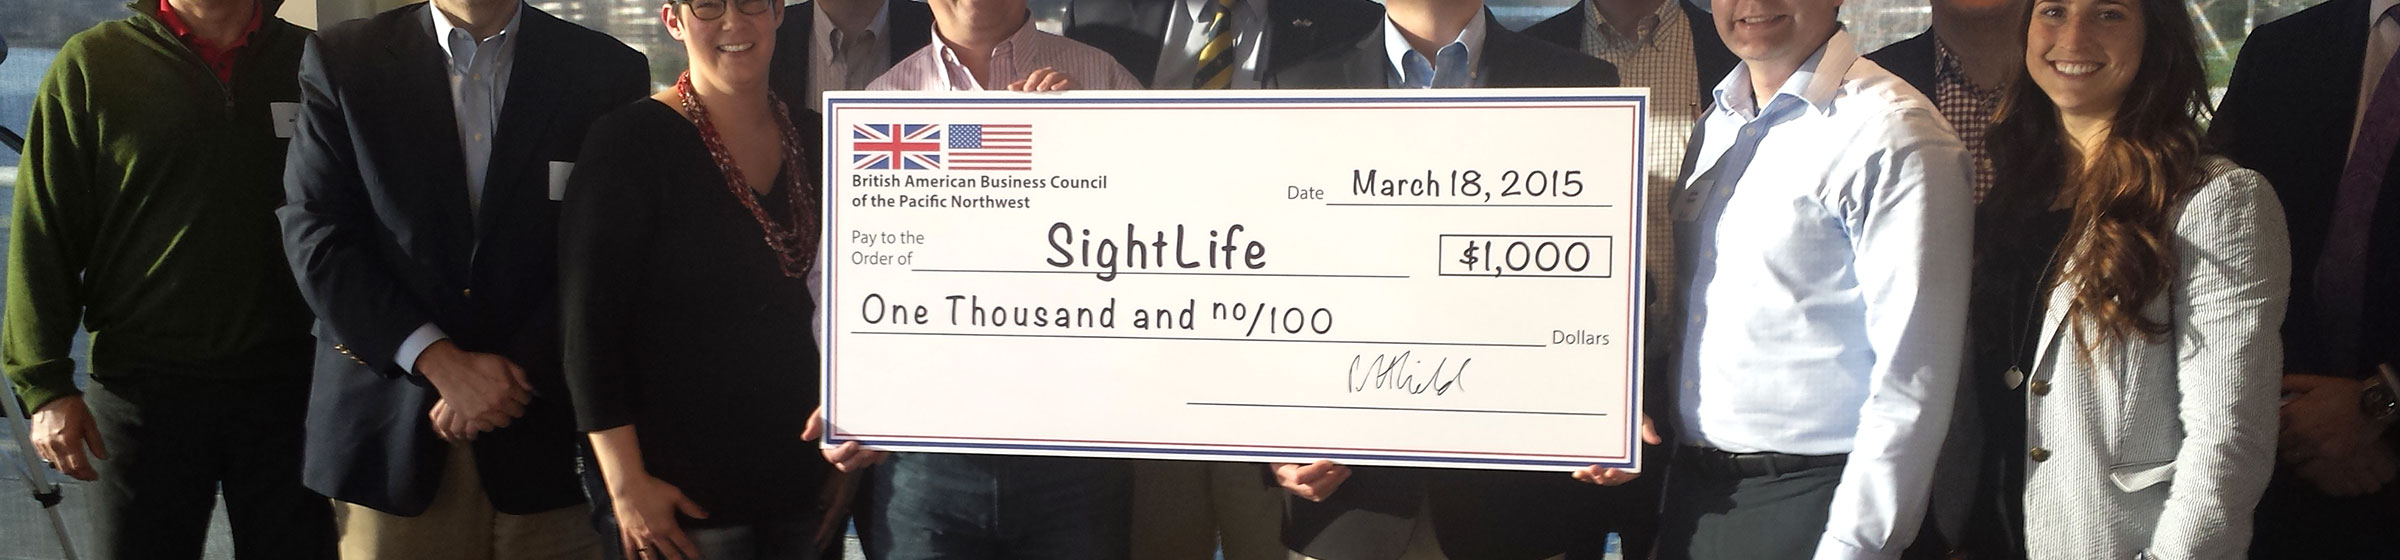 British American Business Council
of the Pacific Northwest
Date March 18, 2015
Pay to the
Order of SightLife $1,000
One Thousand and no/100 Dollars